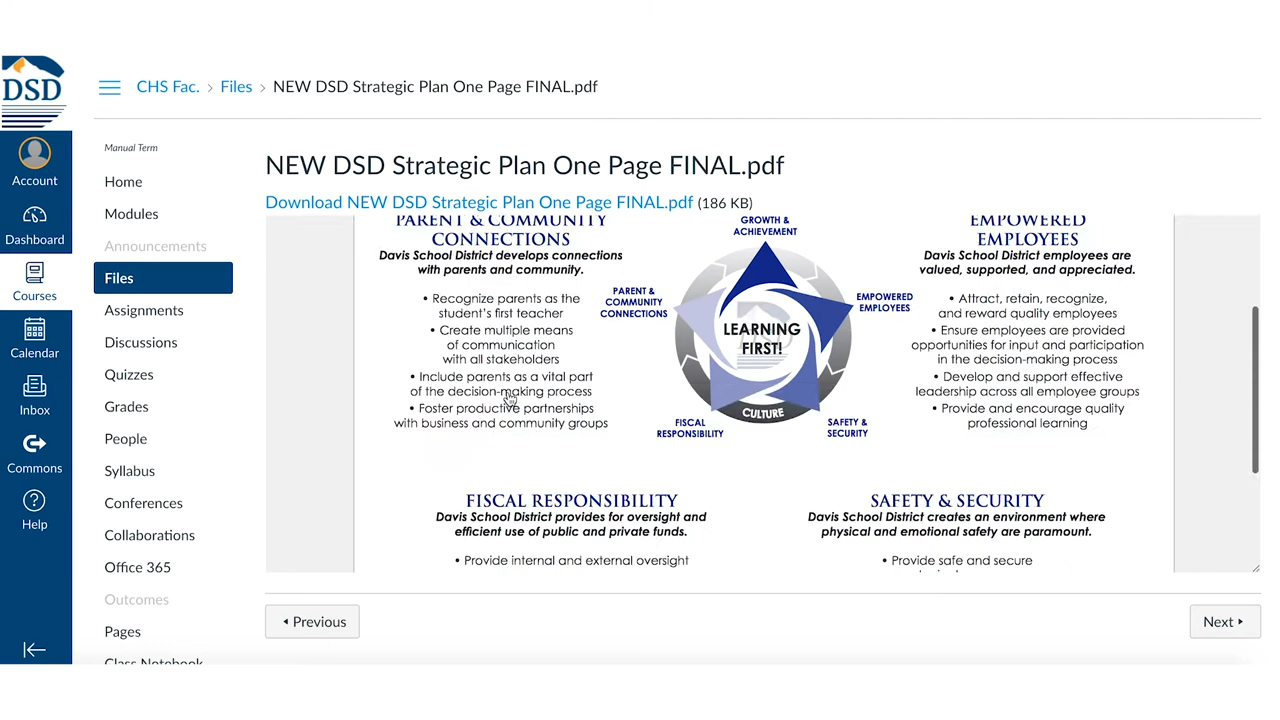 DSD
CHS Fac. › Files › NEW DSD Strategic Plan One Page FINAL.pdf
Account
Dashboard
Courses
Calendar
Inbox
Commons
Help
Manual Term
Home
Modules
Announcements
Files
Assignments
Discussions
Quizzes
Grades
People
Syllabus
Conferences
Collaborations
Office 365
Outcomes
Pages
Class Notebook
NEW DSD Strategic Plan One Page FINAL.pdf
Download NEW DSD Strategic Plan One Page FINAL.pdf (186 KB)
PARENT & COMMUNITY
CONNECTIONS
Davis School District develops connections
with parents and community.
• Recognize parents as the
student's first teacher
• Create multiple means
of communication
with all stakeholders
• Include parents as a vital part
of the decision-making process
• Foster productive partnerships
with business and community groups
GROWTH &
ACHIEVEMENT
PARENT &
COMMUNITY
CONNECTIONS
EMPOWERED
EMPLOYEES
LEARNING
FIRST!
CULTURE
FISCAL
RESPONSIBILITY
SAFETY &
SECURITY
EMPOWERED
EMPLOYEES
Davis School District employees are
valued, supported, and appreciated.
• Attract, retain, recognize,
and reward quality employees
• Ensure employees are provided
opportunities for input and participation
in the decision-making process
• Develop and support effective
leadership across all employee groups
• Provide and encourage quality
professional learning
FISCAL RESPONSIBILITY
Davis School District provides for oversight and
efficient use of public and private funds.
• Provide internal and external oversight
SAFETY & SECURITY
Davis School District creates an environment where
physical and emotional safety are paramount.
• Provide safe and secure
Previous
Next